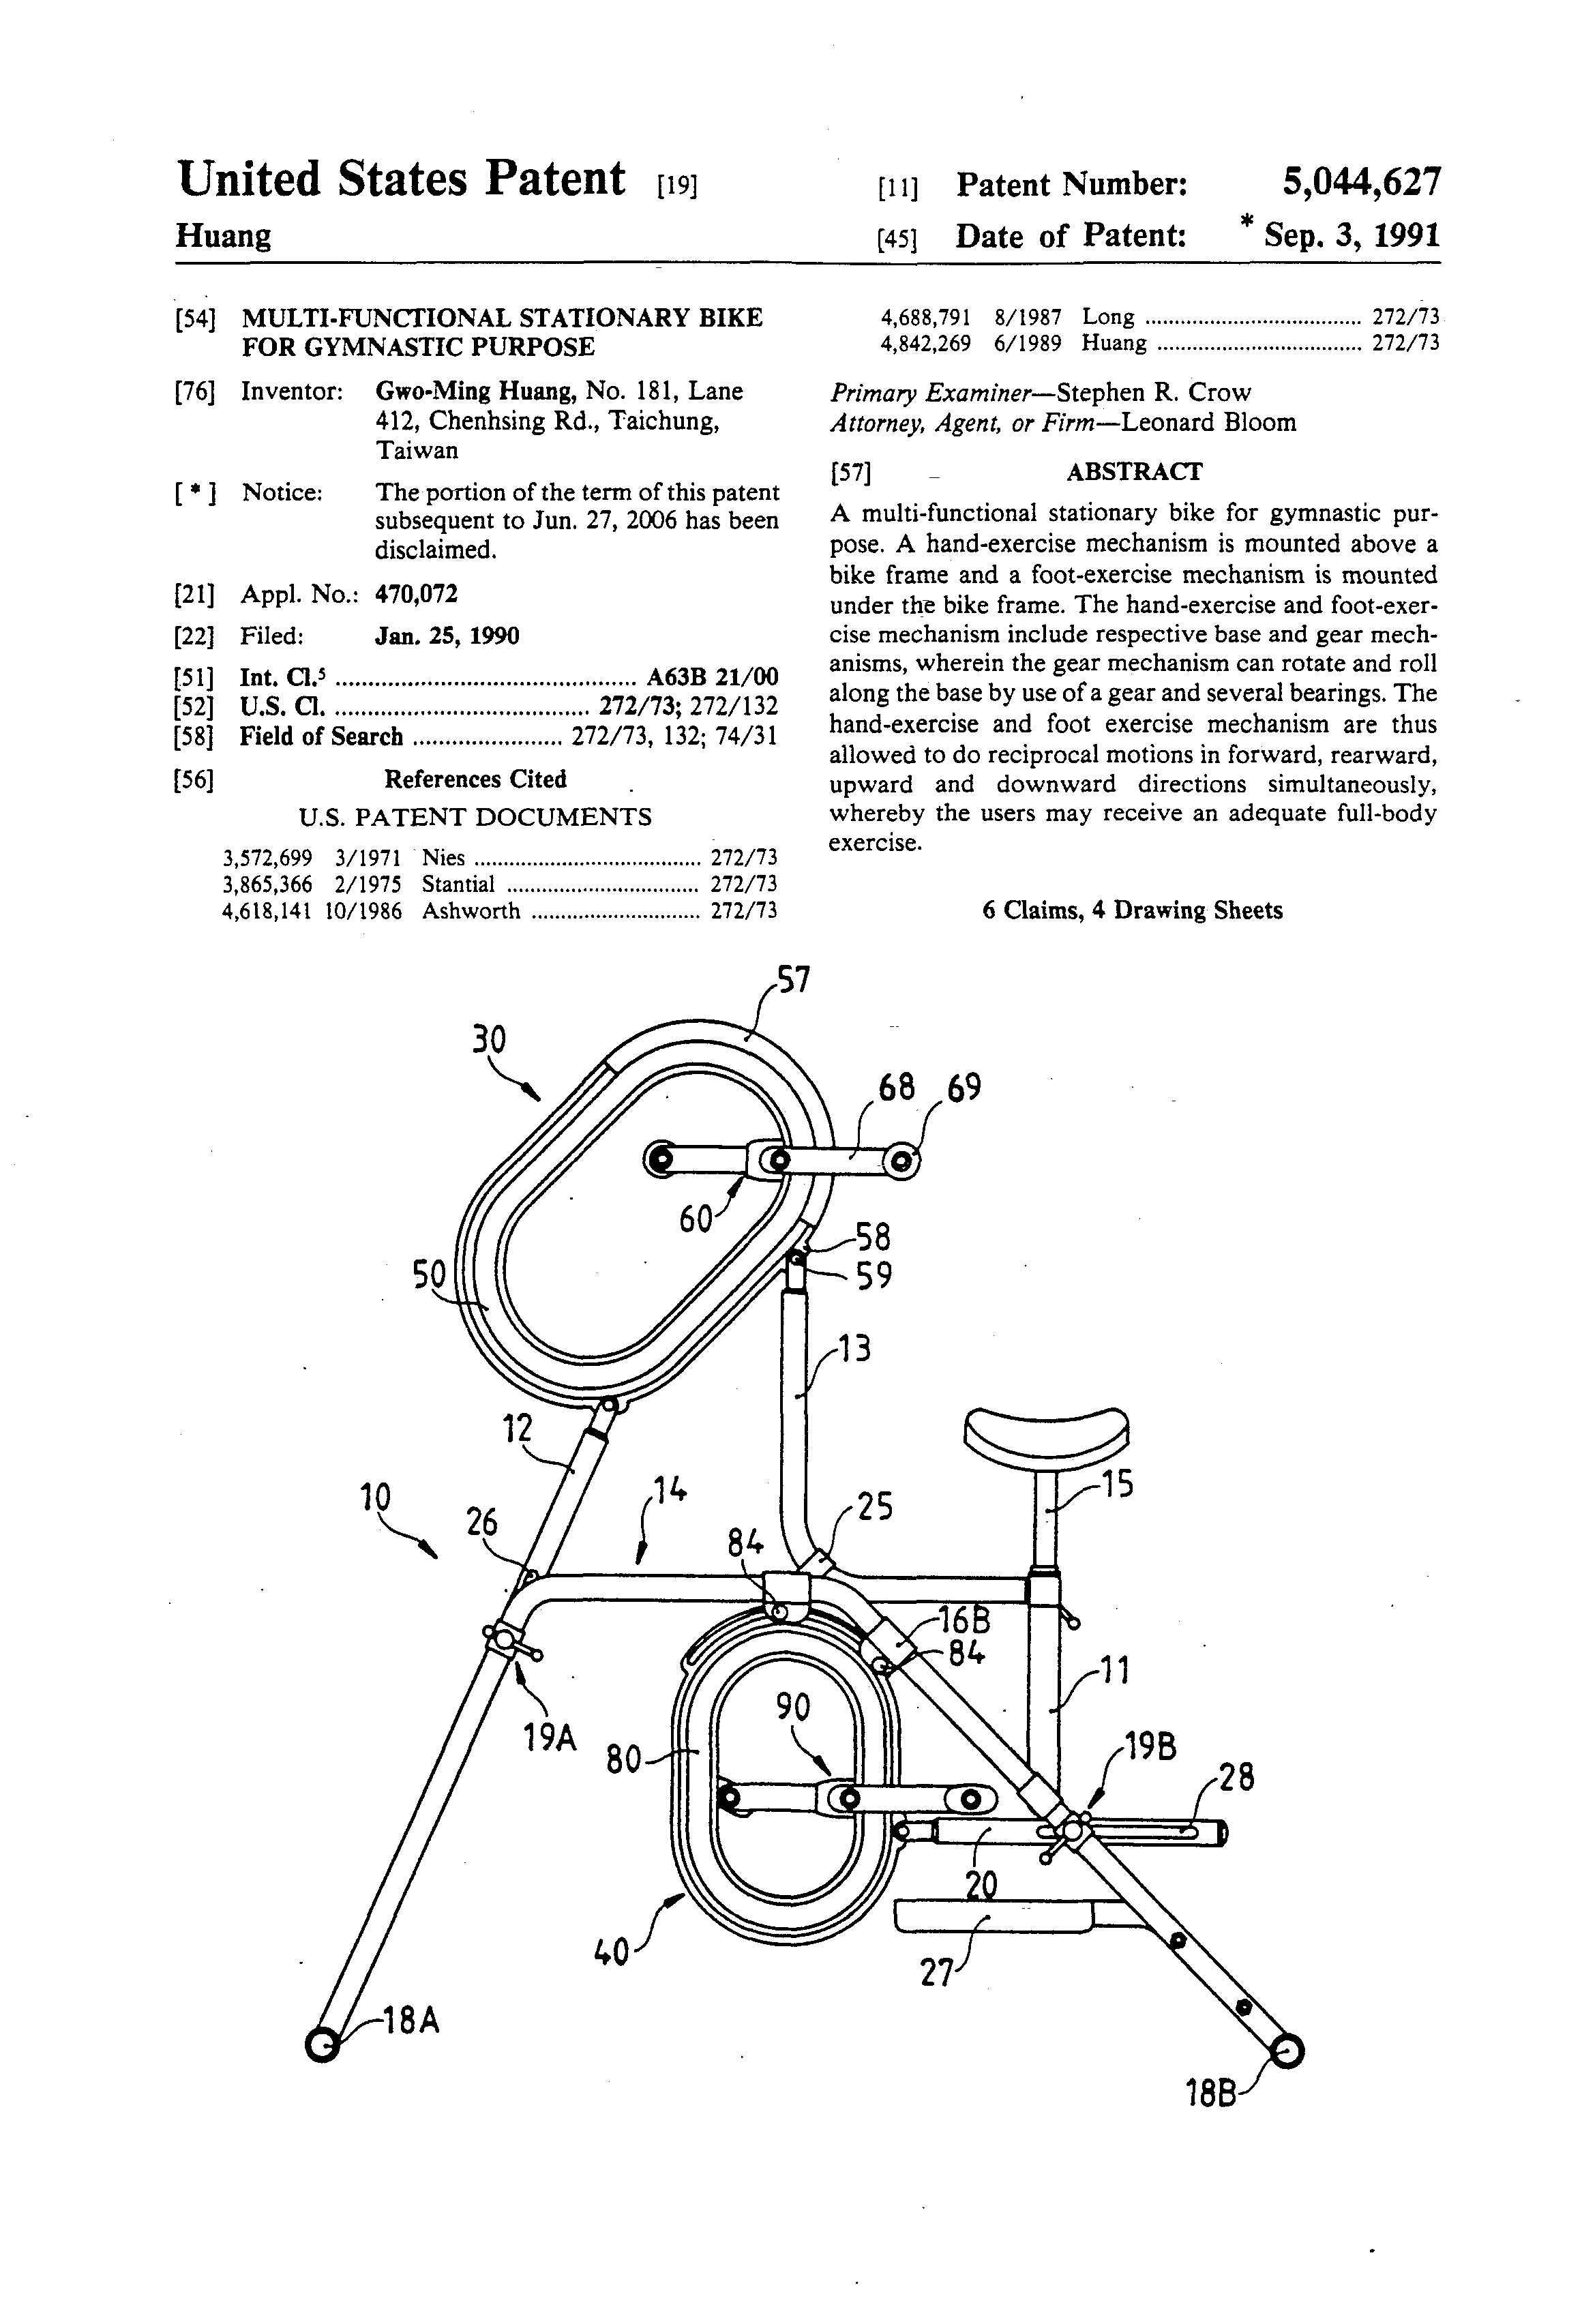 United States Patent [19]
Huang
[11] Patent Number: 5,044,627
[45] Date of Patent: * Sep. 3, 1991
[54] MULTI-FUNCTIONAL STATIONARY BIKE
FOR GYMNASTIC PURPOSE
[76] Inventor: Gwo-Ming Huang, No. 181, Lane
412, Chenhsing Rd., Taichung,
Taiwan
[ * ] Notice: The portion of the term of this patent
subsequent to Jun. 27, 2006 has been
disclaimed.
[21] Appl. No.: 470,072
[22] Filed: Jan. 25, 1990
[51] Int. Cl.⁵ ................................................... A63B 21/00
[52] U.S. Cl. ........................................... 272/73; 272/132
[58] Field of Search ......................... 272/73, 132; 74/31
[56] References Cited
U.S. PATENT DOCUMENTS
3,572,699 3/1971 Nies ...................................... 272/73
3,865,366 2/1975 Stantial ................................ 272/73
4,618,141 10/1986 Ashworth ............................ 272/73
4,688,791 8/1987 Long .................................... 272/73
4,842,269 6/1989 Huang .................................. 272/73
Primary Examiner—Stephen R. Crow
Attorney, Agent, or Firm—Leonard Bloom
[57] ABSTRACT
A multi-functional stationary bike for gymnastic pur-
pose. A hand-exercise mechanism is mounted above a
bike frame and a foot-exercise mechanism is mounted
under the bike frame. The hand-exercise and foot-exer-
cise mechanism include respective base and gear mech-
anisms, wherein the gear mechanism can rotate and roll
along the base by use of a gear and several bearings. The
hand-exercise and foot exercise mechanism are thus
allowed to do reciprocal motions in forward, rearward,
upward and downward directions simultaneously,
whereby the users may receive an adequate full-body
exercise.
6 Claims, 4 Drawing Sheets
57
30
68 69
60
58
50
59
13
12
15
14
10
25
26
84
16B
84
11
90
19A
19B
80
28
20
40
27
18A
18B